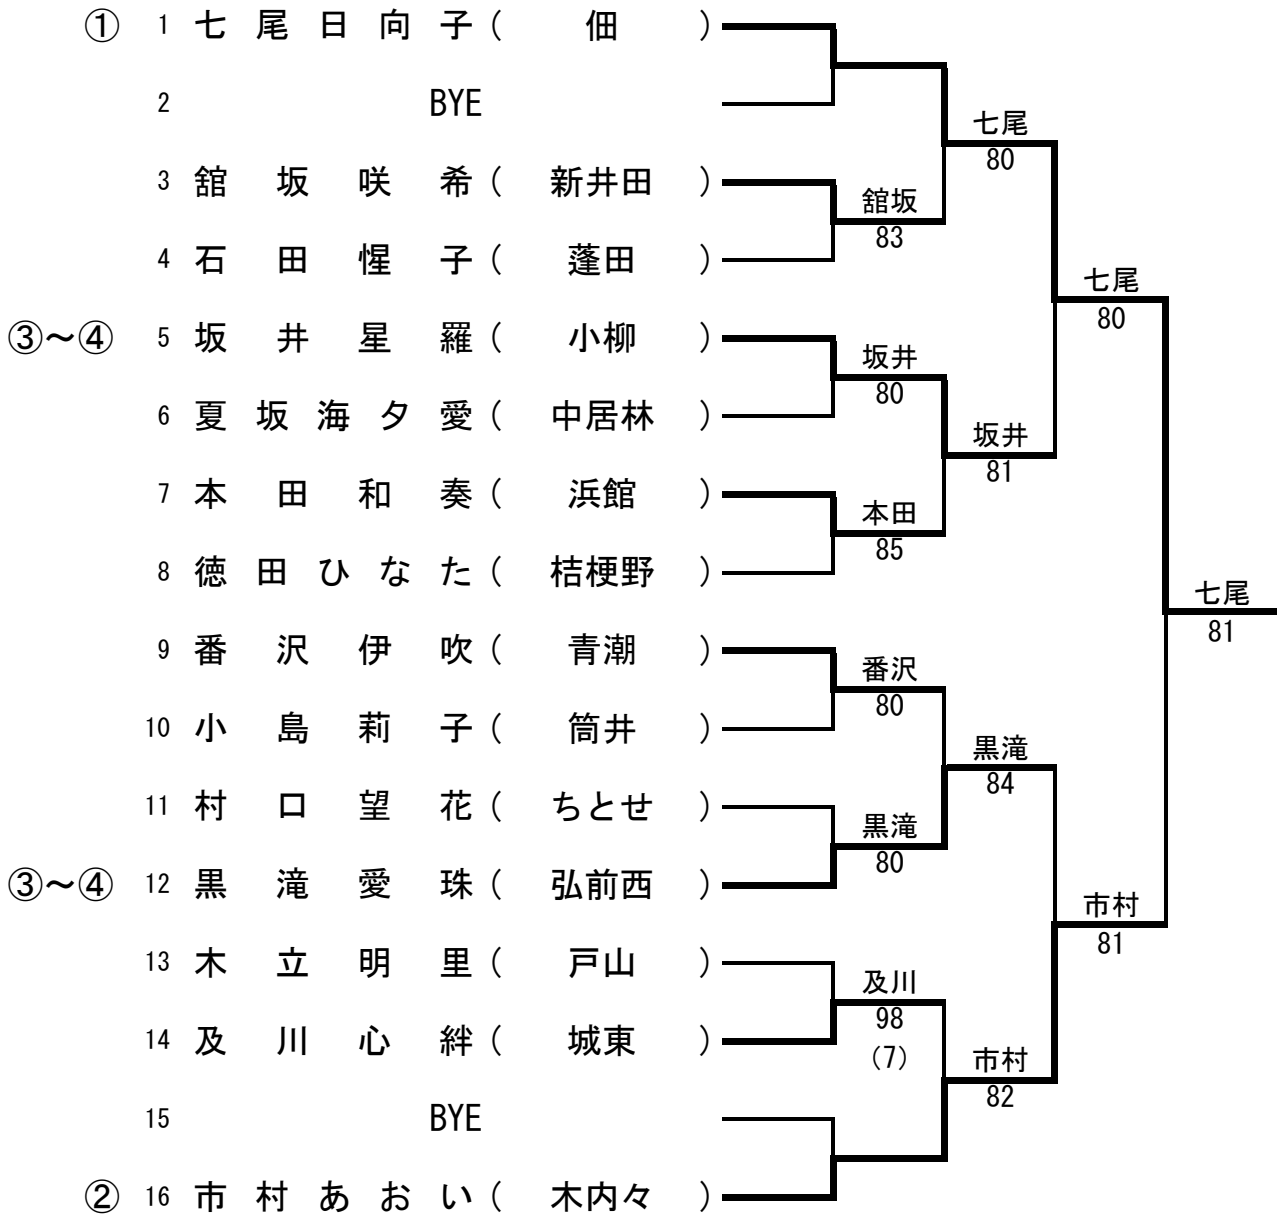 ① 1 七尾日向子(佃)
2 BYE
七尾
80
3 舘坂咲希(新井田)
舘坂
83
4 石田惺子(蓬田)
七尾
80
③～④ 5 坂井星羅(小柳)
坂井
80
6 夏坂海夕愛(中居林)
坂井
81
7 本田和奏(浜館)
本田
85
8 徳田ひなた(桔梗野)
七尾
81
9 番沢伊吹(青潮)
番沢
80
10 小島莉子(筒井)
黒滝
84
11 村口望花(ちとせ)
黒滝
80
③～④ 12 黒滝愛珠(弘前西)
市村
81
13 木立明里(戸山)
及川
98
(7)
14 及川心絆(城東)
市村
82
15 BYE
② 16 市村あおい(木内々)